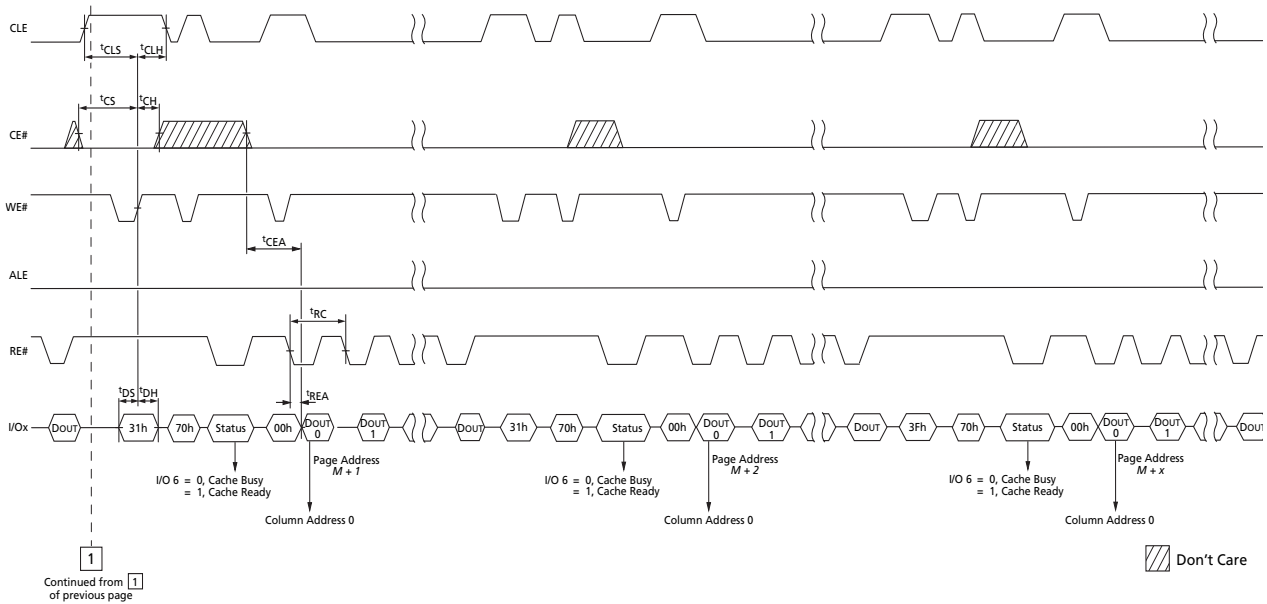 CLE
tCLS tCLH
tCS tCH
CE#
WE#
tCEA
ALE
tRC
RE#
tDS tDH
tREA
I/Ox
DOUT 31h 70h Status 00h DOUT 0 DOUT 1 DOUT 31h 70h Status 00h DOUT 0 DOUT 1 DOUT 3Fh 70h Status 00h DOUT 0 DOUT 1 DOUT
Page Address
M + 1
I/O 6 = 0, Cache Busy
= 1, Cache Ready
Column Address 0
Page Address
M + 2
I/O 6 = 0, Cache Busy
= 1, Cache Ready
Column Address 0
Page Address
M + x
I/O 6 = 0, Cache Busy
= 1, Cache Ready
Column Address 0
1
Continued from 1
of previous page
Don't Care